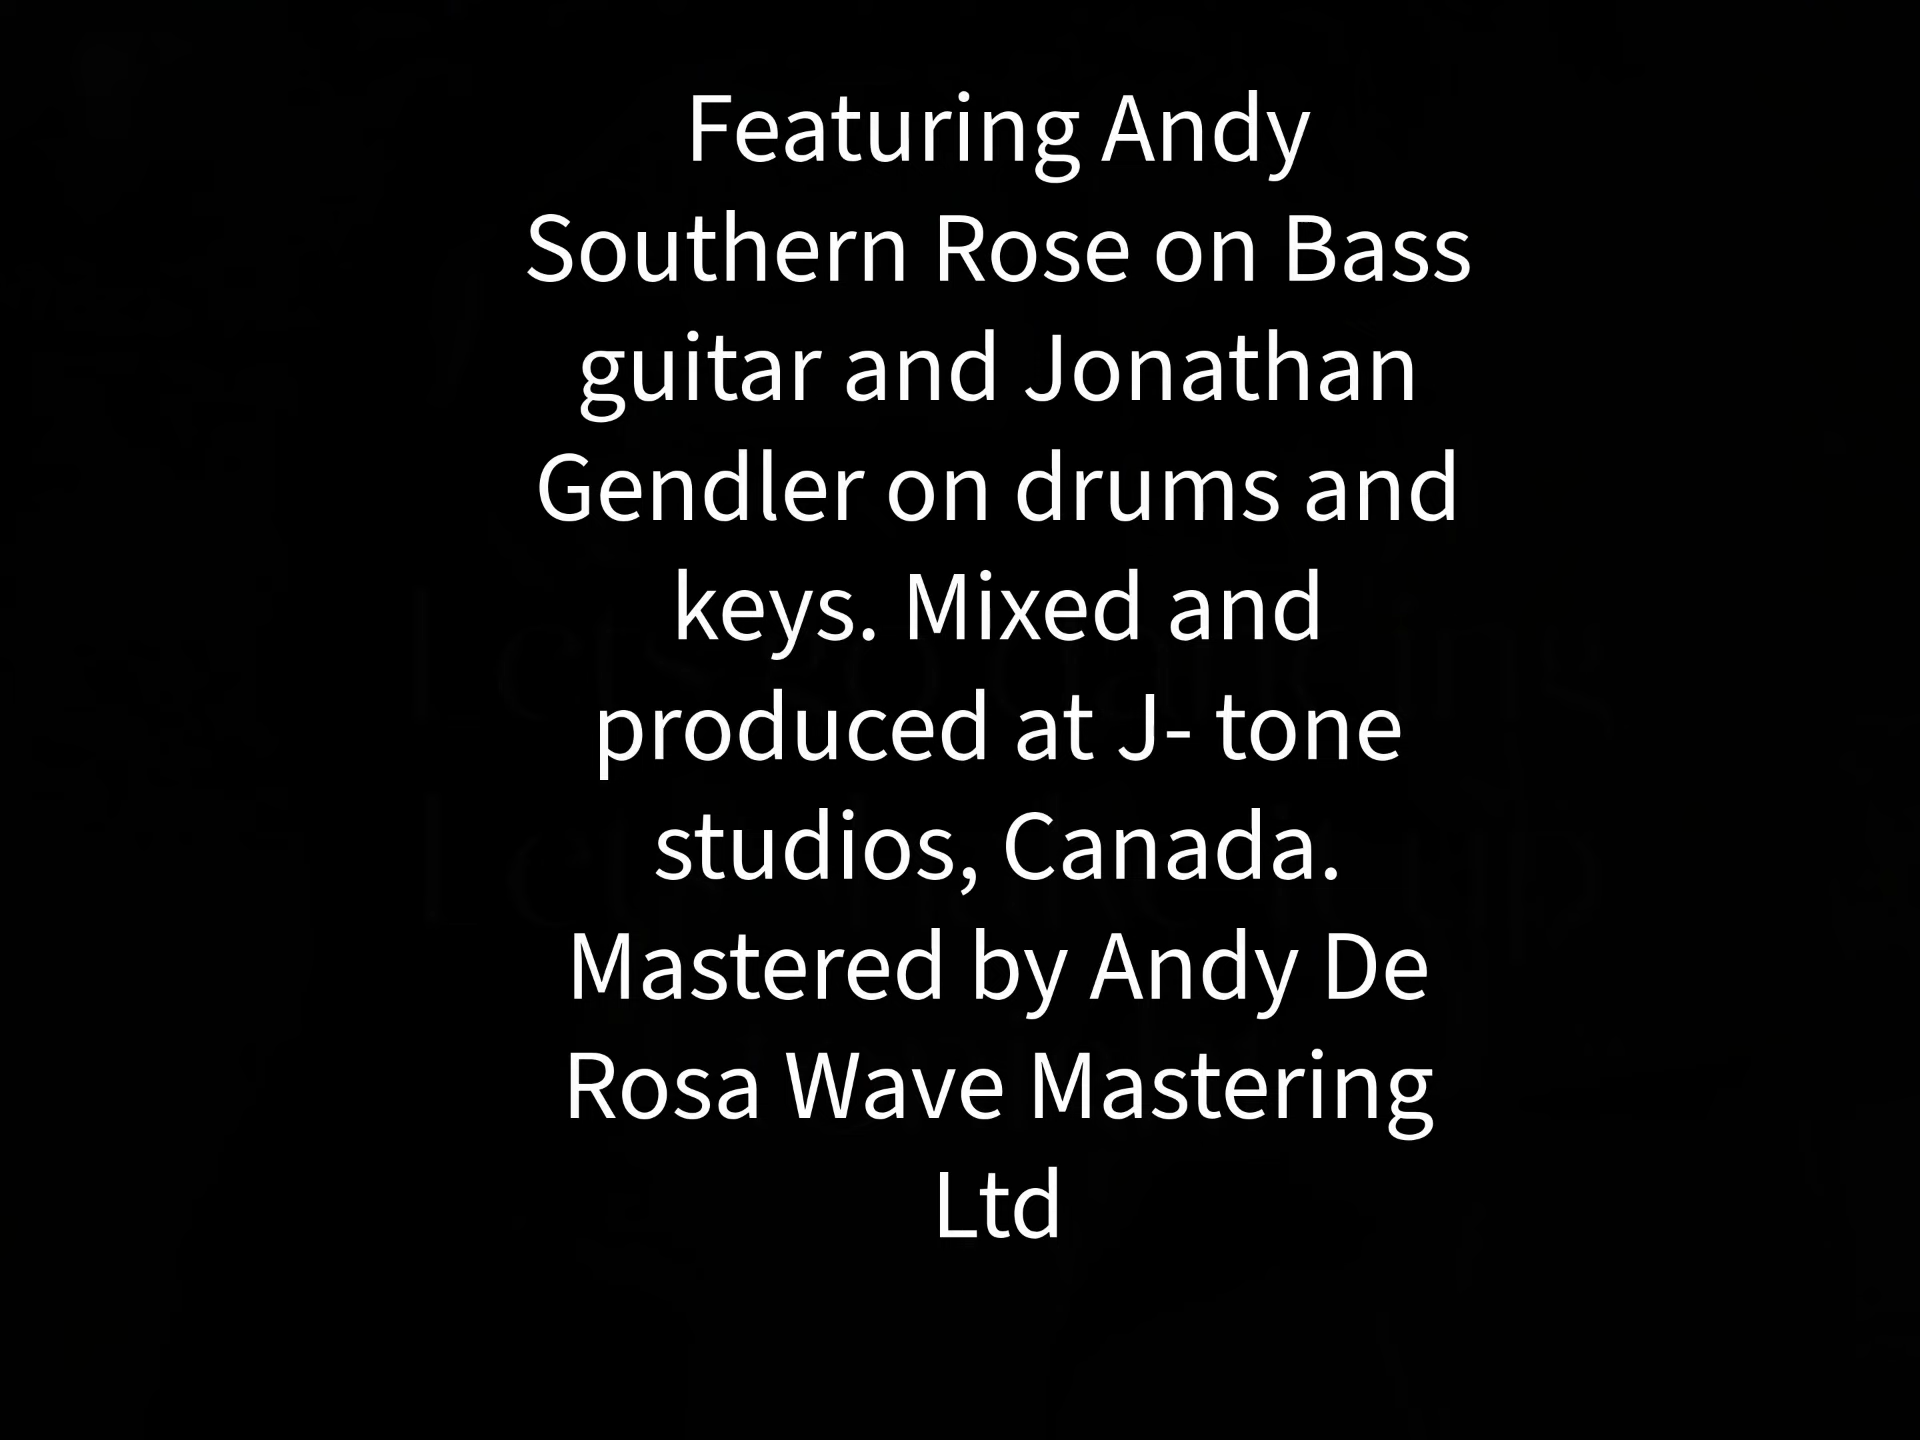 Featuring Andy
Southern Rose on Bass
guitar and Jonathan
Gendler on drums and
keys. Mixed and
produced at J- tone
studios, Canada.
Mastered by Andy De
Rosa Wave Mastering
Ltd